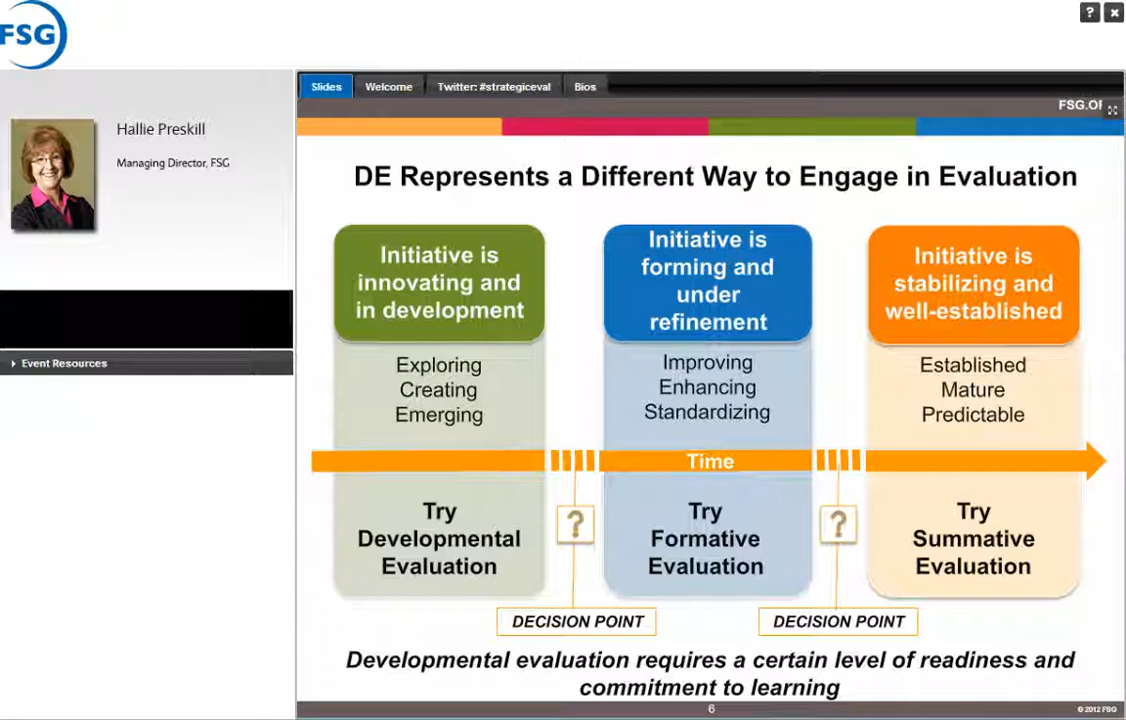 FSG
? ×
Hallie Preskill
Managing Director, FSG
Event Resources
Slides Welcome Twitter: #strategiceval Bios
DE Represents a Different Way to Engage in Evaluation
Initiative is
innovating and
in development
Exploring
Creating
Emerging
Try
Developmental
Evaluation
Initiative is
forming and
under
refinement
Improving
Enhancing
Standardizing
Time
Try
Formative
Evaluation
Initiative is
stabilizing and
well-established
Established
Mature
Predictable
Try
Summative
Evaluation
? ?
DECISION POINT DECISION POINT
Developmental evaluation requires a certain level of readiness and
commitment to learning
6 © 2012 FSG